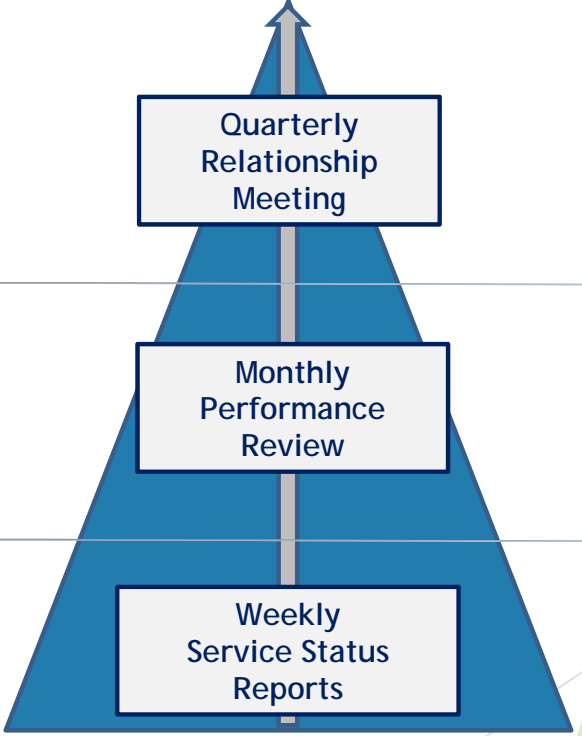 Quarterly
Relationship
Meeting
Monthly
Performance
Review
Weekly
Service Status
Reports